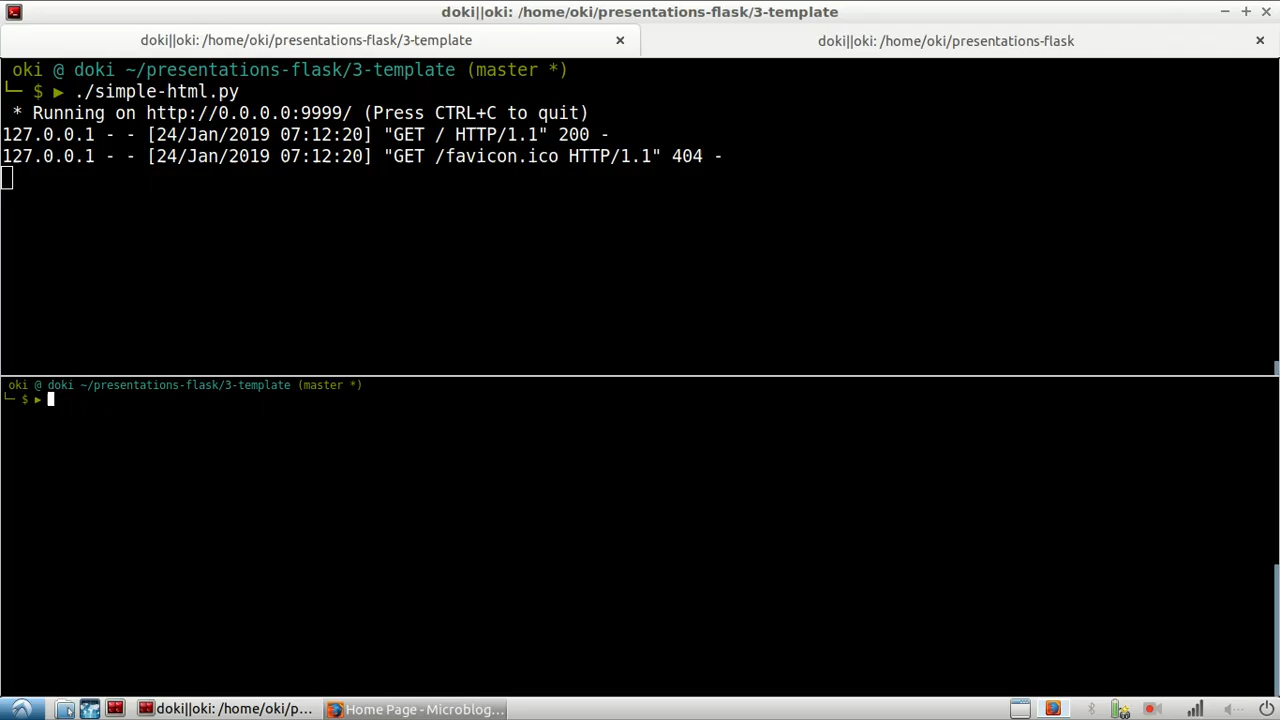 doki||oki: /home/oki/presentations-flask/3-template
doki||oki: /home/oki/presentations-flask/3-template
doki||oki: /home/oki/presentations-flask
oki @ doki ~/presentations-flask/3-template (master *)
└─ $ ▶ ./simple-html.py
 * Running on http://0.0.0.0:9999/ (Press CTRL+C to quit)
127.0.0.1 - - [24/Jan/2019 07:12:20] "GET / HTTP/1.1" 200 -
127.0.0.1 - - [24/Jan/2019 07:12:20] "GET /favicon.ico HTTP/1.1" 404 -
oki @ doki ~/presentations-flask/3-template (master *)
└─ $ ▶
doki||oki: /home/oki/p...
Home Page - Microblog...